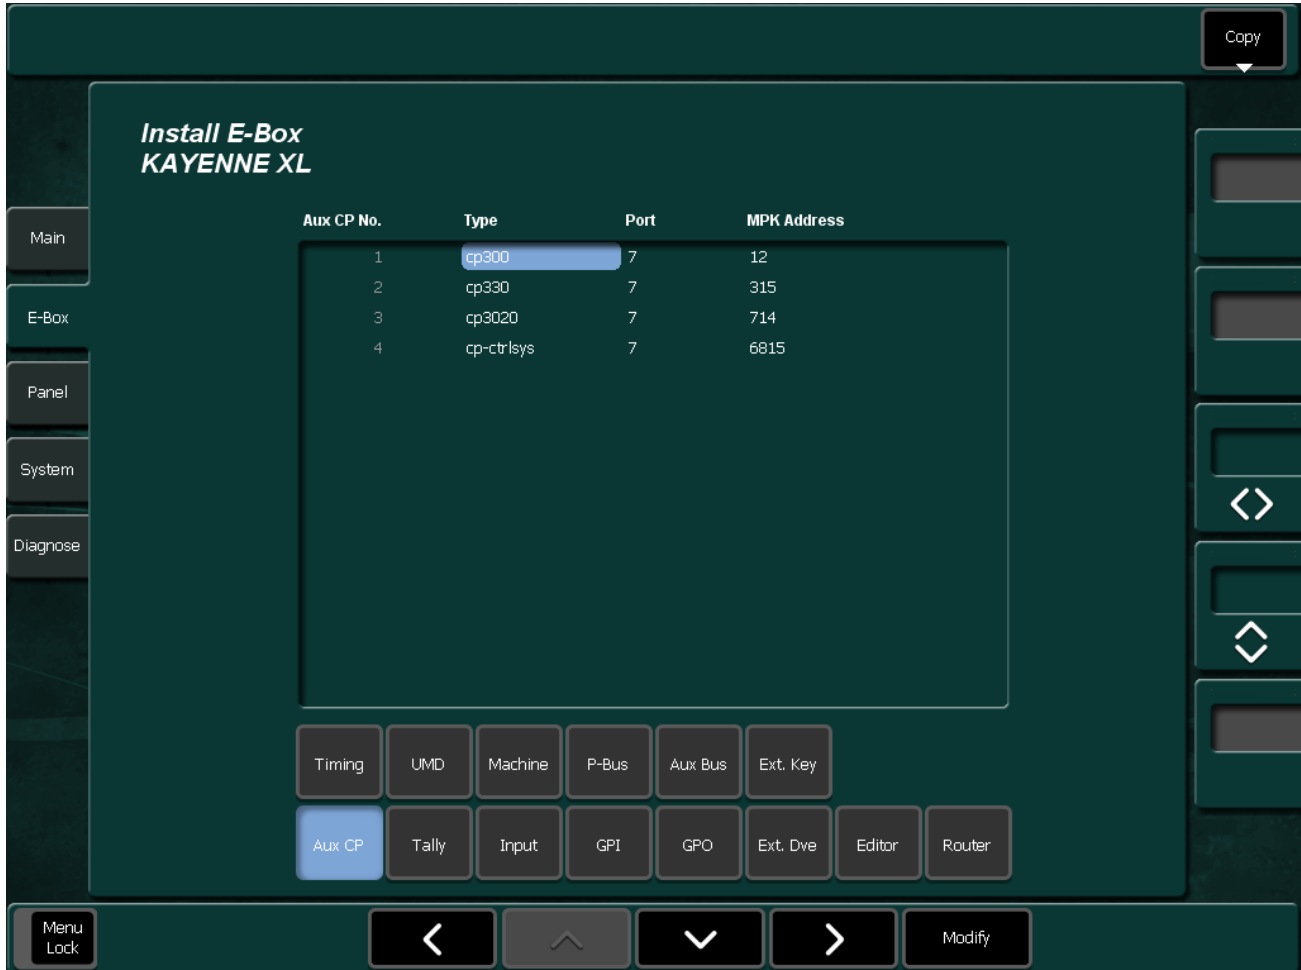 Copy
Install E-Box
KAYENNE XL
Aux CP No. Type Port MPK Address
1 cp300 7 12
2 cp330 7 315
3 cp3020 7 714
4 cp-ctrlsys 7 6815
Main
E-Box
Panel
System
Diagnose
Timing UMD Machine P-Bus Aux Bus Ext. Key
Aux CP Tally Input GPI GPO Ext. Dve Editor Router
Menu
Lock
Modify